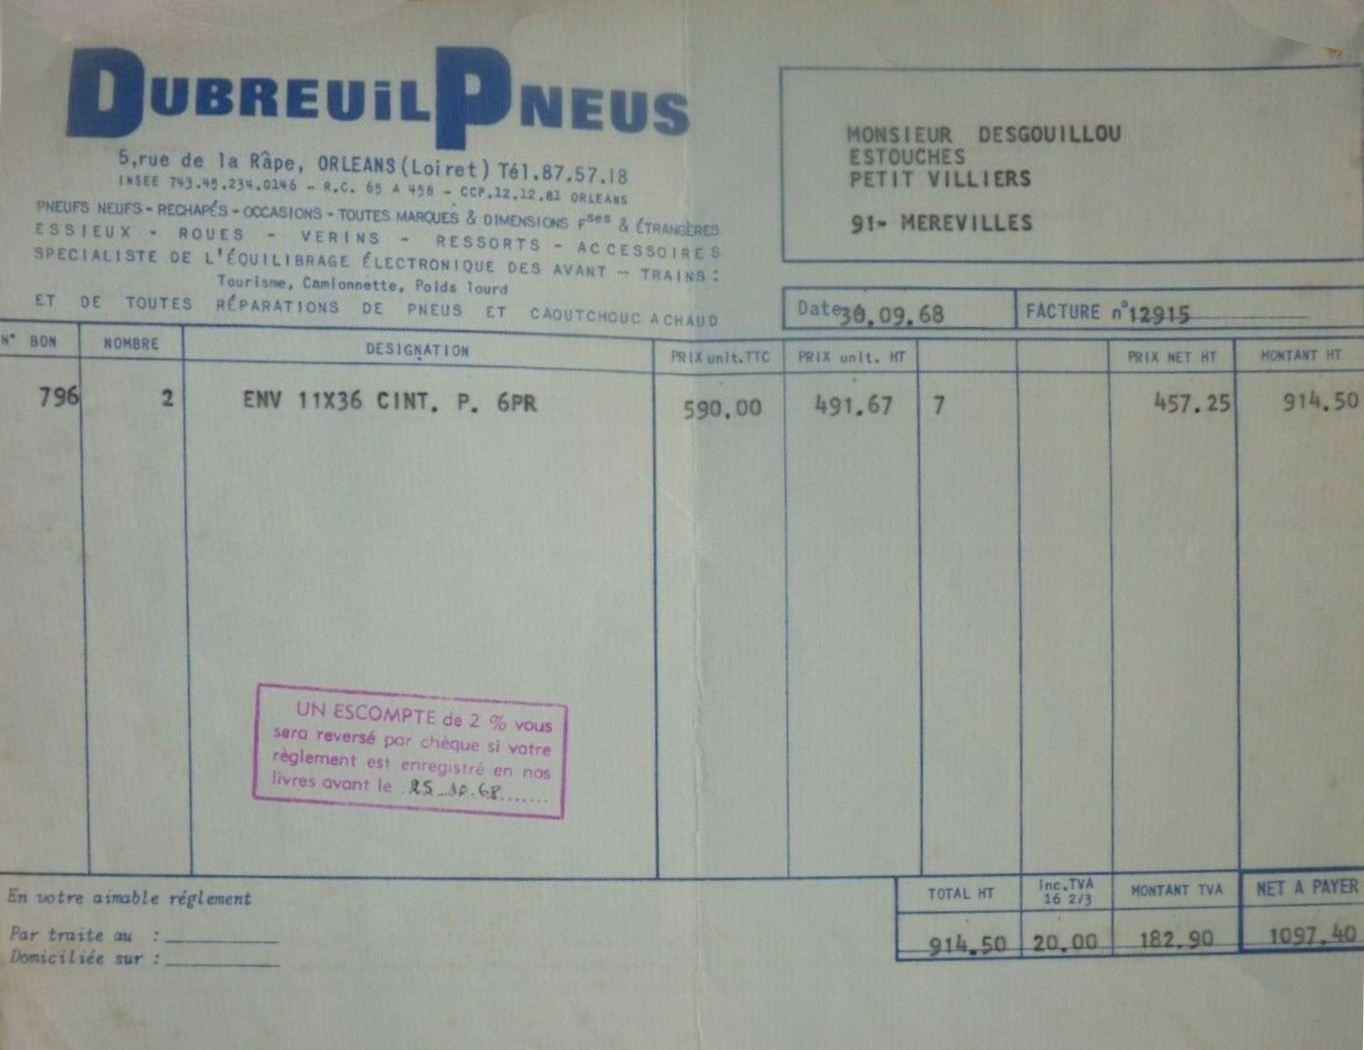 DUBREUiL PNEUS
5,rue de la Râpe, ORLEANS (Loiret) Tél.87.57.18
INSEE 743.45.234.0146 - R.C. 65 A 458 - CCP.12.12.81 ORLEANS
PNEUFS NEUFS - RECHAPÉS - OCCASIONS - TOUTES MARQUES & DIMENSIONS Fses & ÉTRANGÈRES
ESSIEUX - ROUES - VERINS - RESSORTS - ACCESSOIRES
SPECIALISTE DE L'ÉQUILIBRAGE ÉLECTRONIQUE DES AVANT - TRAINS :
Tourisme, Camionnette, Poids lourd
ET DE TOUTES RÉPARATIONS DE PNEUS ET CAOUTCHOUC A CHAUD
MONSIEUR DESGOUILLOU
ESTOUCHES
PETIT VILLIERS
91- MEREVILLES
Date 30.09.68 FACTURE n° 12915
N° BON NOMBRE DESIGNATION PRIX unit.TTC PRIX unit. HT PRIX NET HT MONTANT HT
796 2 ENV 11X36 CINT. P. 6PR 590.00 491.67 7 457.25 914.50
UN ESCOMPTE de 2 % vous
sera reversé par chèque si votre
règlement est enregistré en nos
livres avant le 25.10.68
En votre aimable réglement
Par traite au :
Domiciliée sur :
TOTAL HT Inc.TVA 16 2/3 MONTANT TVA NET A PAYER
914.50 20.00 182.90 1097.40